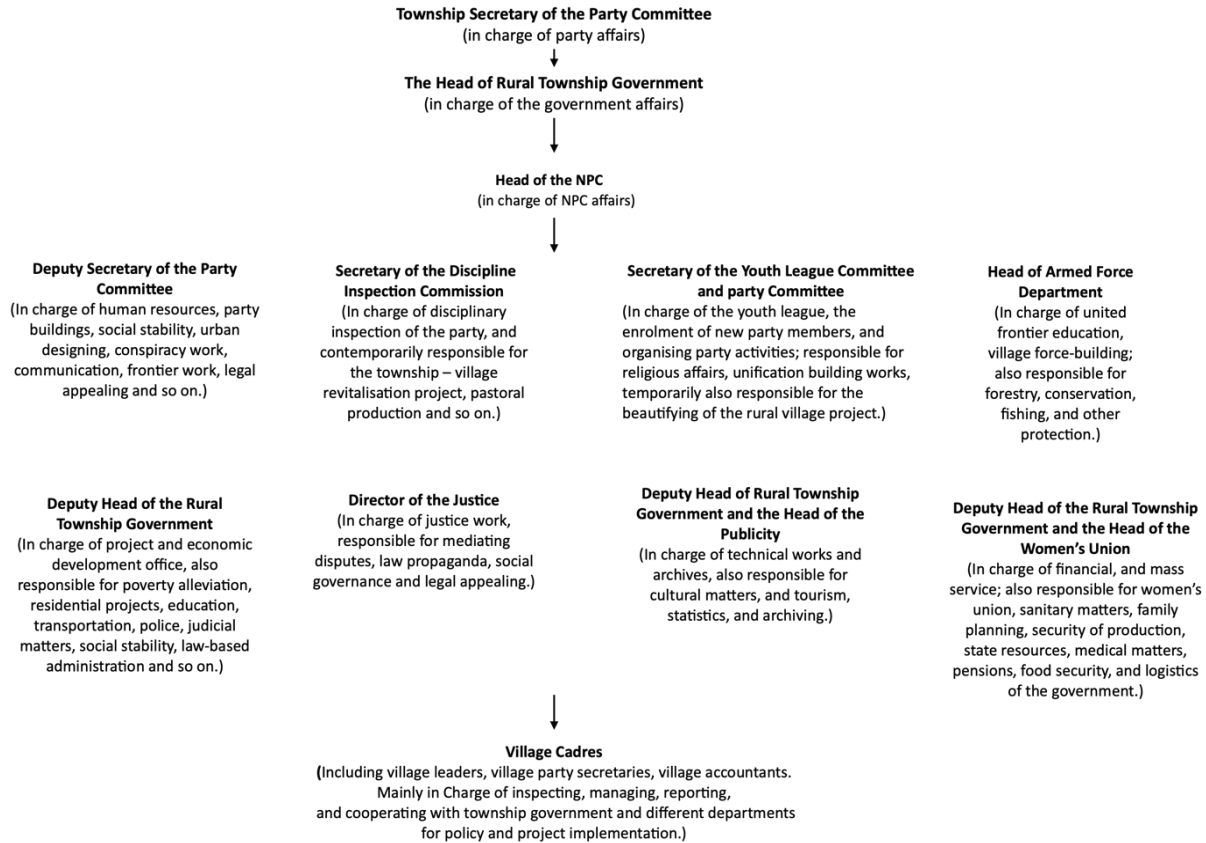 Township Secretary of the Party Committee
(in charge of party affairs)
The Head of Rural Township Government
(in charge of the government affairs)
Head of the NPC
(in charge of NPC affairs)
Deputy Secretary of the Party
Committee
(In charge of human resources, party
buildings, social stability, urban
designing, conspiracy work,
communication, frontier work, legal
appealing and so on.)
Secretary of the Discipline
Inspection Commission
(In charge of disciplinary
inspection of the party, and
contemporarily responsible for
the township – village
revitalisation project, pastoral
production and so on.)
Secretary of the Youth League Committee
and party Committee
(In charge of the youth league, the
enrolment of new party members, and
organising party activities; responsible for
religious affairs, unification building works,
temporarily also responsible for the
beautifying of the rural village project.)
Head of Armed Force
Department
(In charge of united
frontier education,
village force-building;
also responsible for
forestry, conservation,
fishing, and other
protection.)
Deputy Head of the Rural
Township Government
(In charge of project and economic
development office, also
responsible for poverty alleviation,
residential projects, education,
transportation, police, judicial
matters, social stability, law-based
administration and so on.)
Director of the Justice
(In charge of justice work,
responsible for mediating
disputes, law propaganda, social
governance and legal appealing.)
Deputy Head of Rural Township
Government and the Head of the
Publicity
(In charge of technical works and
archives, also responsible for
cultural matters, and tourism,
statistics, and archiving.)
Deputy Head of the Rural Township
Government and the Head of the
Women's Union
(In charge of financial, and mass
service; also responsible for women's
union, sanitary matters, family
planning, security of production,
state resources, medical matters,
pensions, food security, and logistics
of the government.)
Village Cadres
(Including village leaders, village party secretaries, village accountants.
Mainly in Charge of inspecting, managing, reporting,
and cooperating with township government and different departments
for policy and project implementation.)